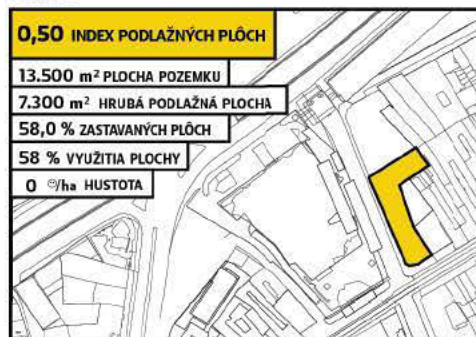 0,50 INDEX PODLAŽNÝCH PLÔCH
13.500 m² PLOCHA POZEMKU
7.300 m² HRUBÁ PODLAŽNÁ PLOCHA
58,0 % ZASTAVANÝCH PLÔCH
58 % VYUŽITIA PLOCHY
0 ☺/ha HUSTOTA